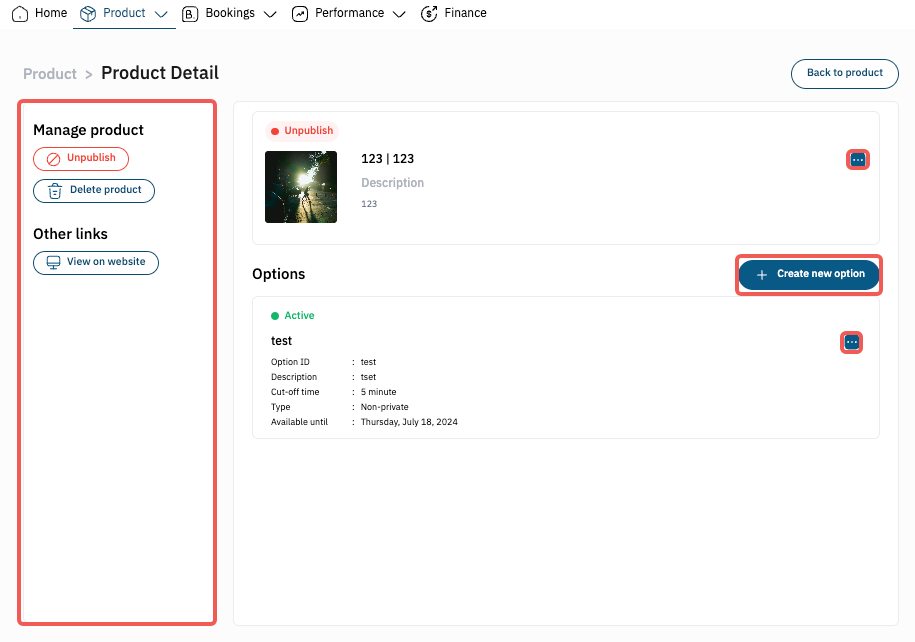 Home Product Bookings Performance Finance
Product > Product Detail
Back to product
Manage product
Unpublish
Delete product
Other links
View on website
Unpublish
123 | 123
Description
123
Options
Create new option
Active
test
Option ID : test
Description : tset
Cut-off time : 5 minute
Type : Non-private
Available until : Thursday, July 18, 2024